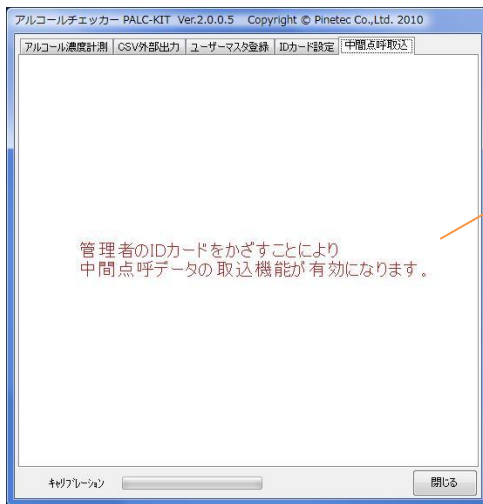 アルコールチェッカー PALC-KIT Ver.2.0.0.5 Copyright © Pinetec Co.,Ltd. 2010
アルコール濃度計測 CSV外部出力 ユーザーマスタ登録 IDカード設定 中間点呼取込
管理者のIDカードをかざすことにより
中間点呼データの取込機能が有効になります。
ｷｬﾘﾌﾞﾚｰｼｮﾝ 閉じる